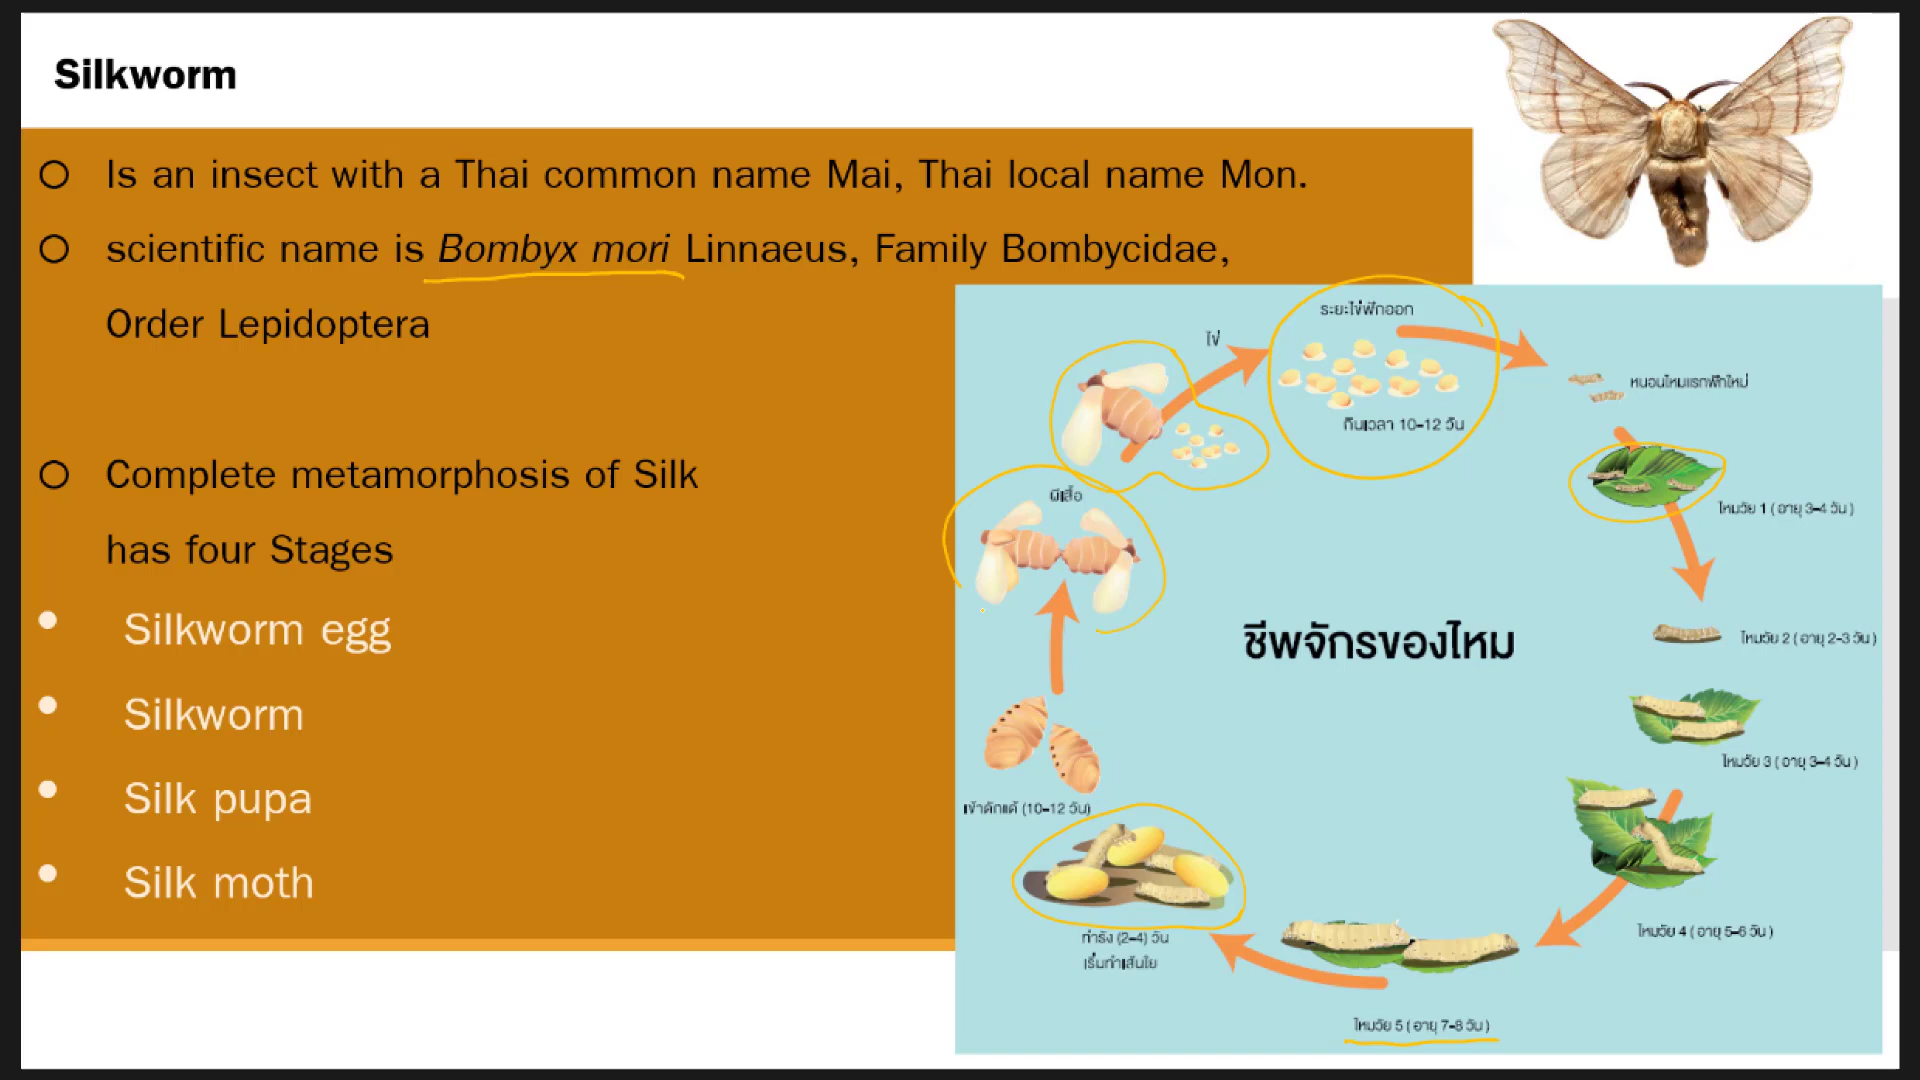 Silkworm
Is an insect with a Thai common name Mai, Thai local name Mon.
scientific name is Bombyx mori Linnaeus, Family Bombycidae,
Order Lepidoptera
Complete metamorphosis of Silk
has four Stages
Silkworm egg
Silkworm
Silk pupa
Silk moth
ระยะไข่ฟักออก
ไข่
กินเวลา 10-12 วัน
หนอนไหมแรกฟักใหม่
ไหมวัย 1 ( อายุ 3-4 วัน )
ไหมวัย 2 ( อายุ 2-3 วัน )
ไหมวัย 3 ( อายุ 3-4 วัน )
ไหมวัย 4 ( อายุ 5-6 วัน )
ไหมวัย 5 ( อายุ 7-8 วัน )
ทำรัง (2-4) วัน
เริ่มทำเส้นใย
เข้าดักแด้ (10-12 วัน)
ผีเสื้อ
ชีพจักรของไหม